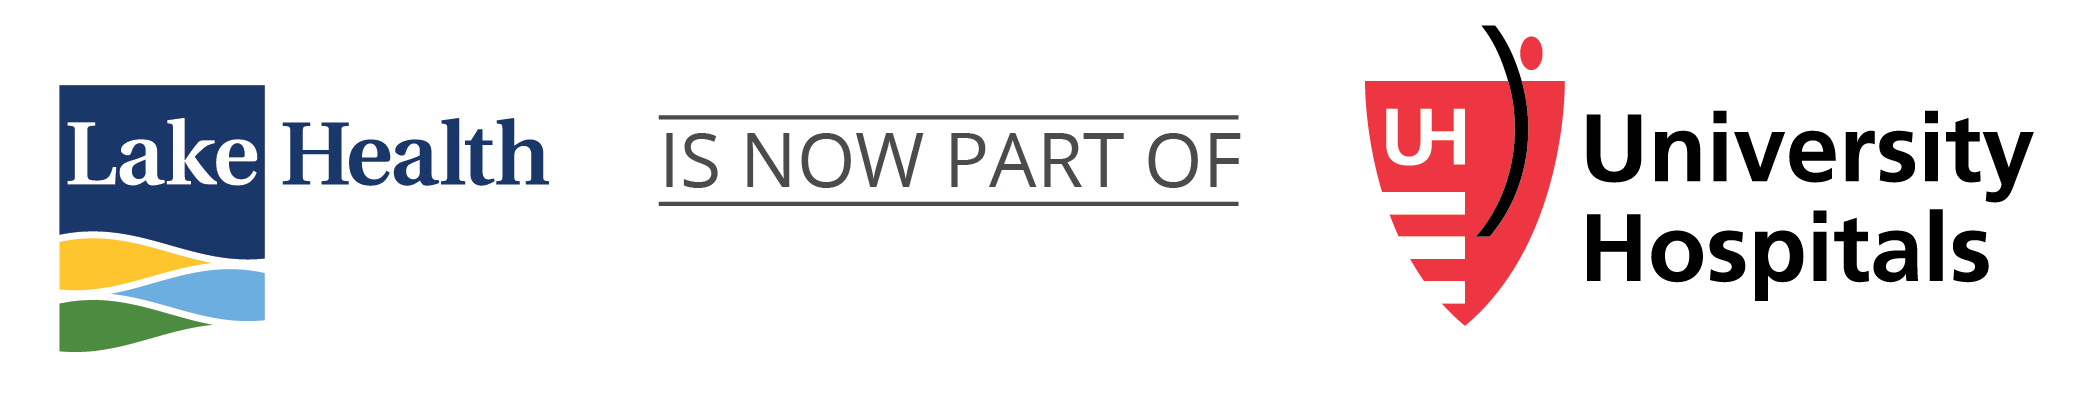 Lake Health
IS NOW PART OF
UH
University
Hospitals